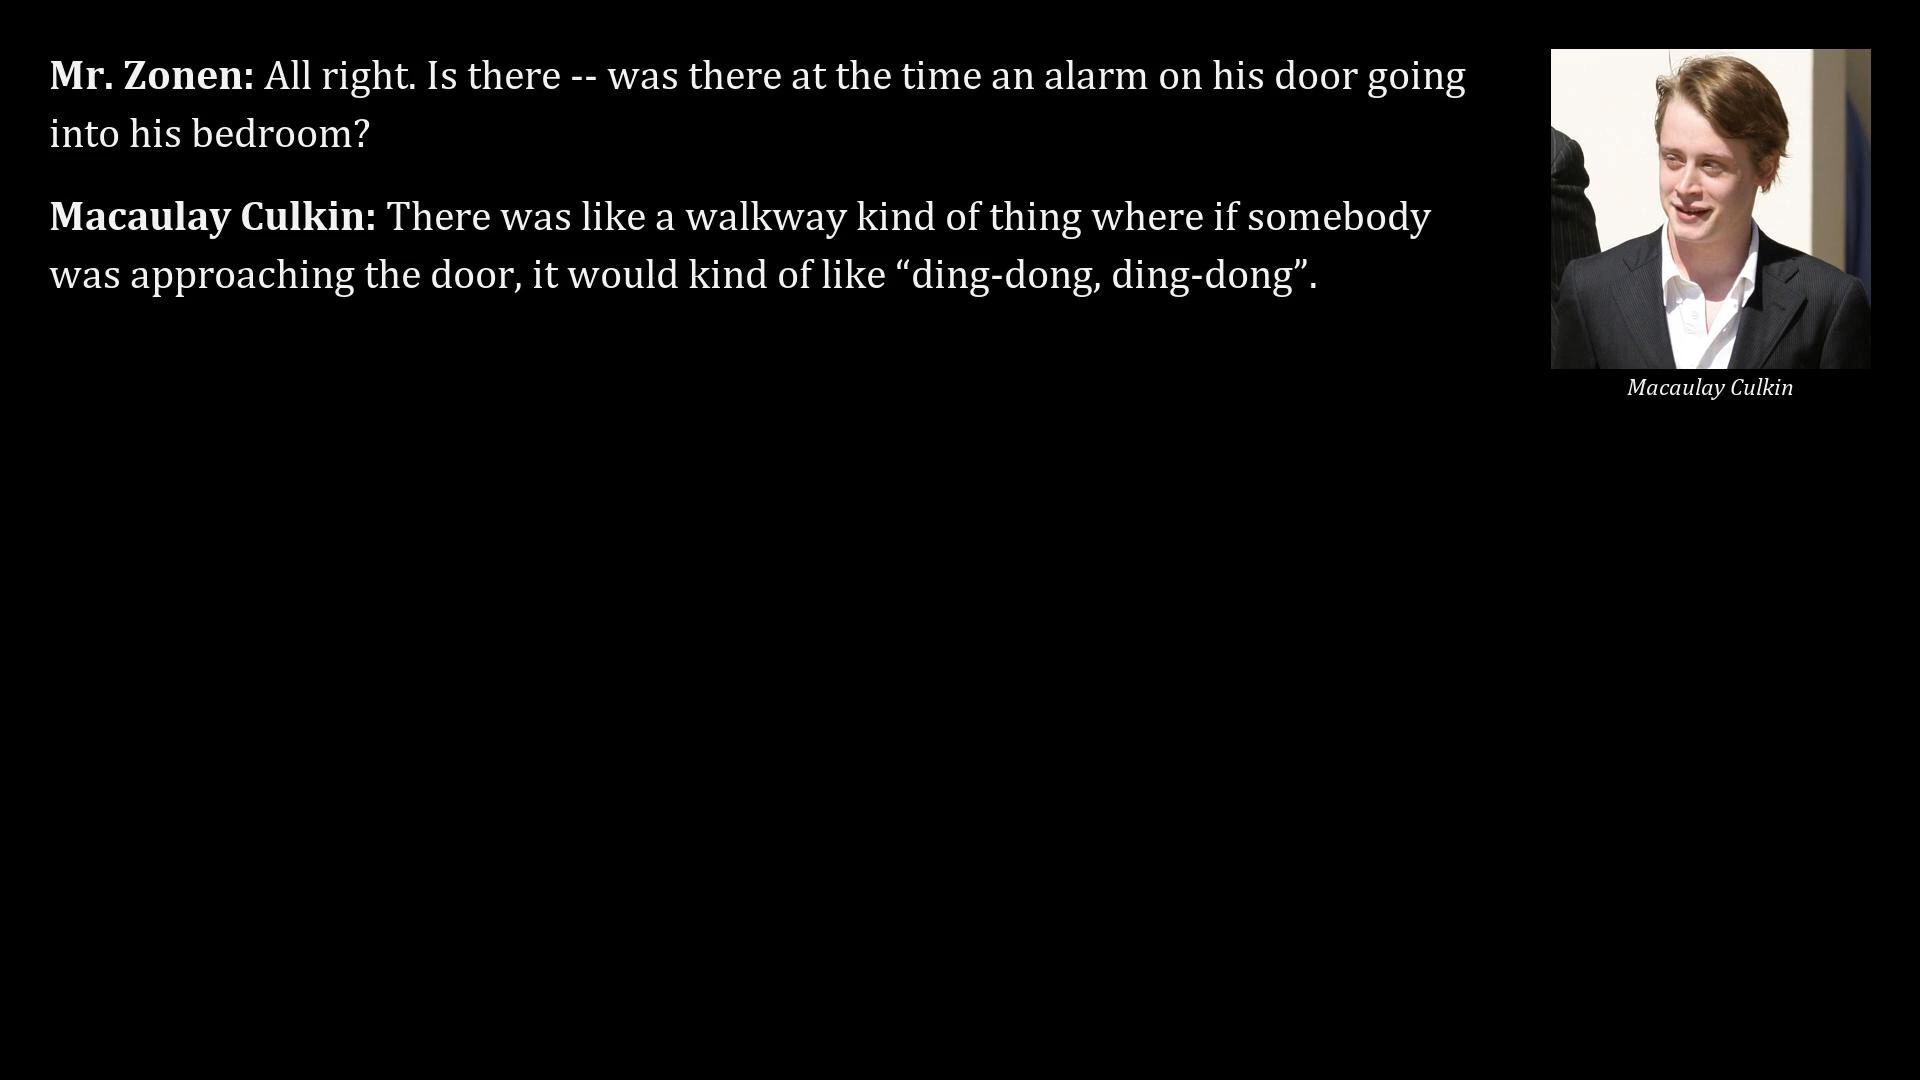 Mr. Zonen: All right. Is there -- was there at the time an alarm on his door going
into his bedroom?
Macaulay Culkin: There was like a walkway kind of thing where if somebody
was approaching the door, it would kind of like “ding-dong, ding-dong”.
Macaulay Culkin